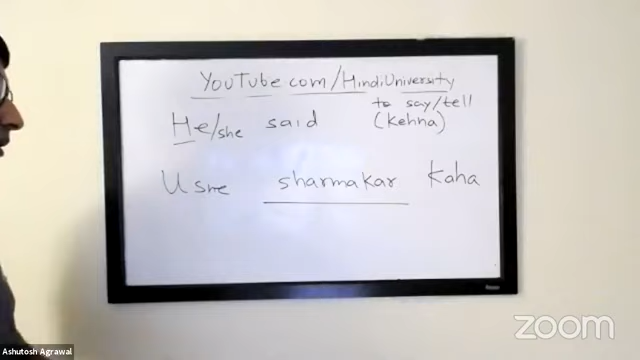 YouTube.com/HindiUniversity
to say/tell
He/she said (Kehna)
Usne sharmakar kaha
zoom
Ashutosh Agrawal